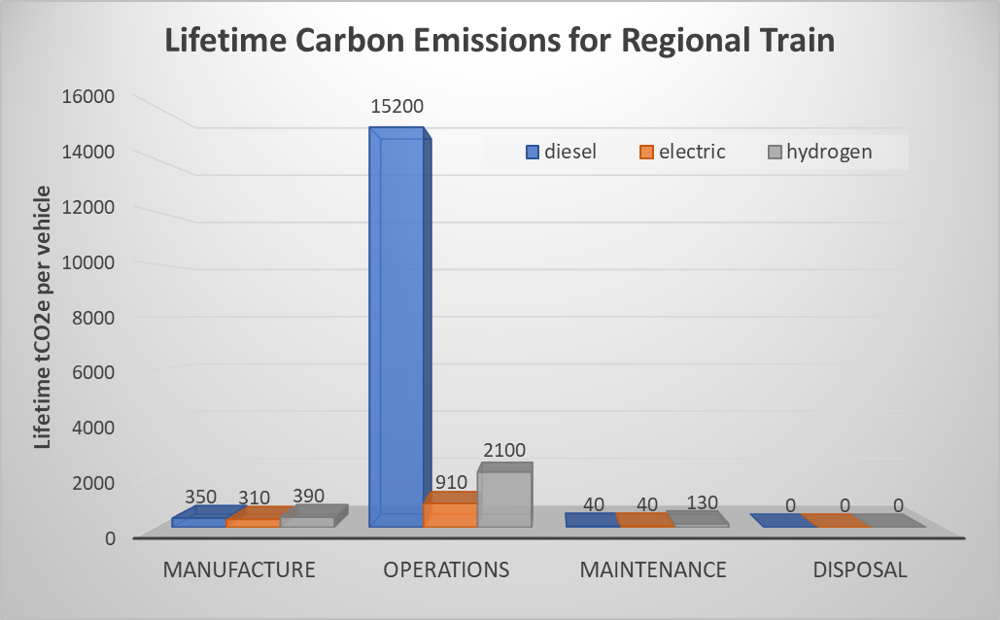 Lifetime Carbon Emissions for Regional Train
Lifetime tCO2e per vehicle
16000
14000
12000
10000
8000
6000
4000
2000
0
diesel electric hydrogen
350 310 390
15200 910 2100
40 40 130
0 0 0
MANUFACTURE OPERATIONS MAINTENANCE DISPOSAL